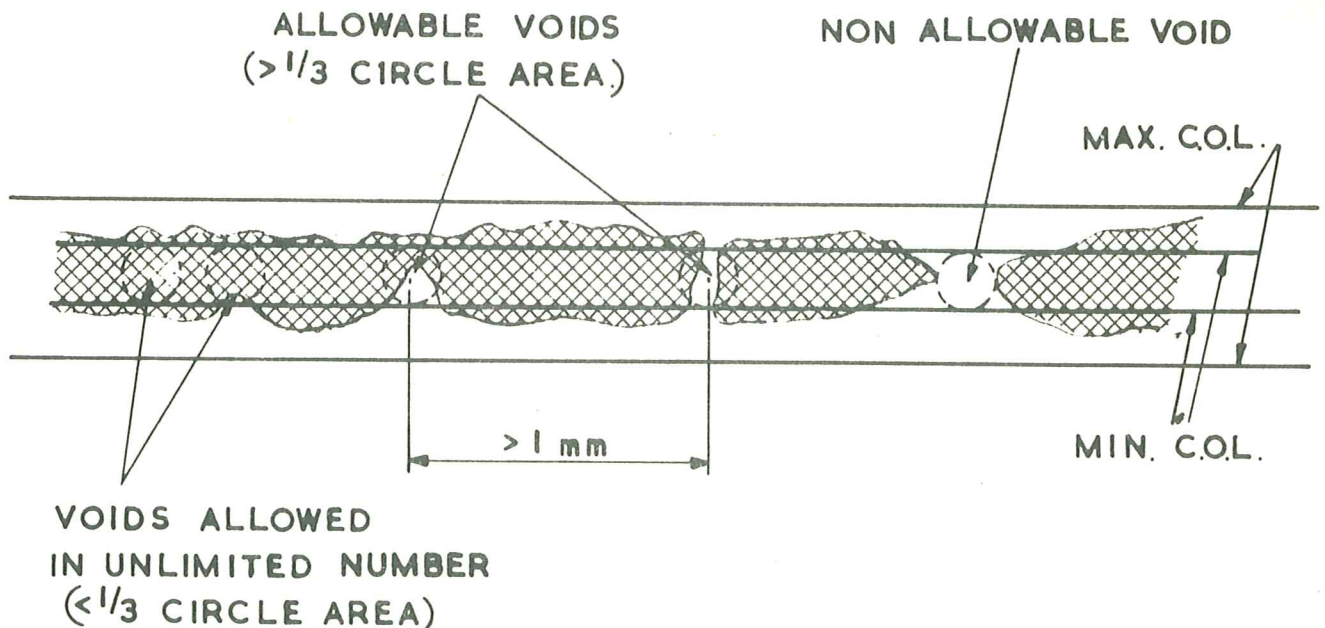 ALLOWABLE VOIDS
(>1/3 CIRCLE AREA.)
NON ALLOWABLE VOID
MAX. C.O.L.
> 1 mm
MIN. C.O.L.
VOIDS ALLOWED
IN UNLIMITED NUMBER
(<1/3 CIRCLE AREA)